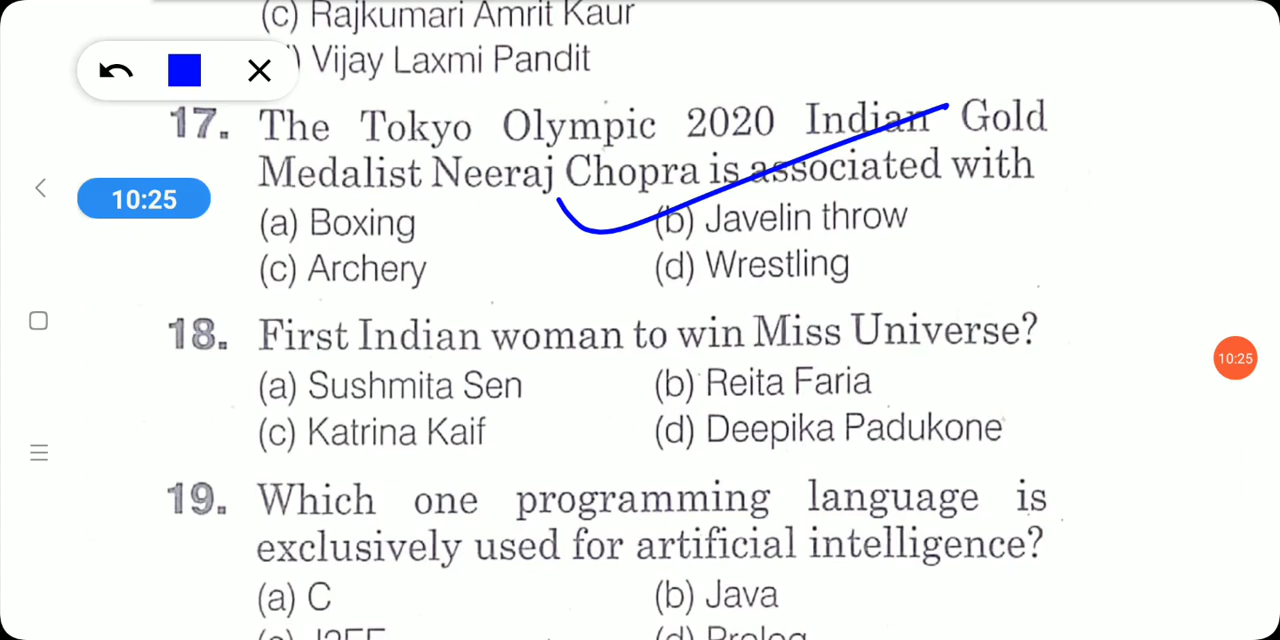 (c) Rajkumari Amrit Kaur
) Vijay Laxmi Pandit
17. The Tokyo Olympic 2020 Indian Gold
Medalist Neeraj Chopra is associated with
10:25
(a) Boxing (b) Javelin throw
(c) Archery (d) Wrestling
18. First Indian woman to win Miss Universe?
10:25
(a) Sushmita Sen (b) Reita Faria
(c) Katrina Kaif (d) Deepika Padukone
19. Which one programming language is
exclusively used for artificial intelligence?
(a) C (b) Java
(d) Prolog